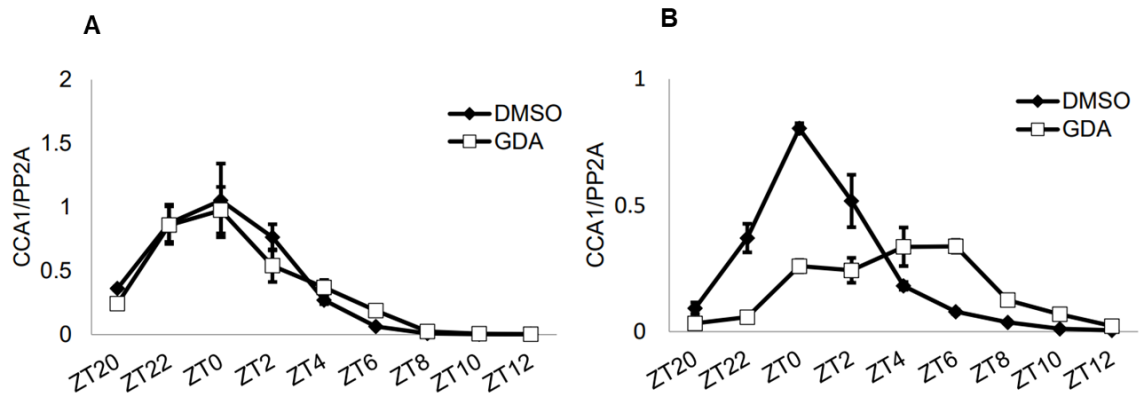 A
CCA1/PP2A
2
1.5
1
0.5
0
DMSO
GDA
ZT20
ZT22
ZT0
ZT2
ZT4
ZT6
ZT8
ZT10
ZT12
B
CCA1/PP2A
1
0.5
0
DMSO
GDA
ZT20
ZT22
ZT0
ZT2
ZT4
ZT6
ZT8
ZT10
ZT12